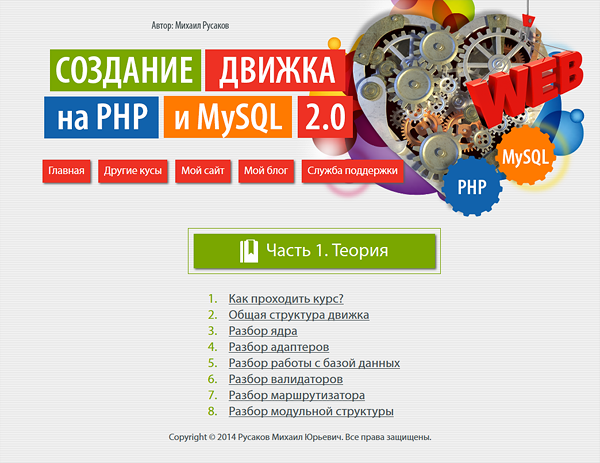 Автор: Михаил Русаков
СОЗДАНИЕ ДВИЖКА
на PHP и MySQL 2.0
WEB
MySQL
PHP
Главная Другие кусы Мой сайт Мой блог Служба поддержки
Часть 1. Теория
1. Как проходить курс?
2. Общая структура движка
3. Разбор ядра
4. Разбор адаптеров
5. Разбор работы с базой данных
6. Разбор валидаторов
7. Разбор маршрутизатора
8. Разбор модульной структуры
Copyright © 2014 Русаков Михаил Юрьевич. Все права защищены.